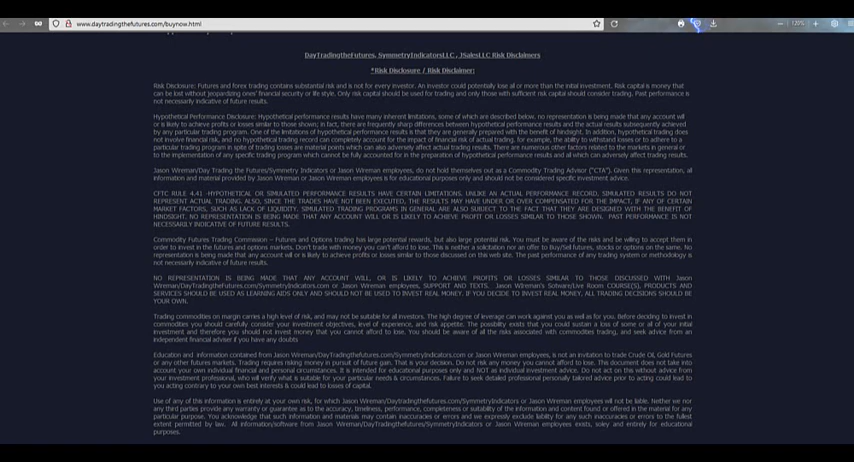 www.daytradingthefutures.com/buynow.html
120%
DayTradingtheFutures, SymmetryIndicatorsLLC, JSalesLLC Risk Disclaimers
*Risk Disclosure / Risk Disclaimer:
Risk Disclosure: Futures and forex trading contains substantial risk and is not for every investor. An investor could potentially lose all or more than the initial investment. Risk capital is money that
can be lost without jeopardizing ones' financial security or life style. Only risk capital should be used for trading and only those with sufficient risk capital should consider trading. Past performance is
not necessarily indicative of future results.
Hypothetical Performance Disclosure: Hypothetical performance results have many inherent limitations, some of which are described below. no representation is being made that any account will
or is likely to achieve profits or losses similar to those shown; in fact, there are frequently sharp differences between hypothetical performance results and the actual results subsequently achieved
by any particular trading program. One of the limitations of hypothetical performance results is that they are generally prepared with the benefit of hindsight. In addition, hypothetical trading does
not involve financial risk, and no hypothetical trading record can completely account for the impact of financial risk of actual trading. for example, the ability to withstand losses or to adhere to a
particular trading program in spite of trading losses are material points which can also adversely affect actual trading results. There are numerous other factors related to the markets in general or
to the implementation of any specific trading program which cannot be fully accounted for in the preparation of hypothetical performance results and all which can adversely affect trading results.
Jason Wireman/Day Trading the Futures/Symmetry Indicators or Jason Wireman employees, do not hold themselves out as a Commodity Trading Advisor ("CTA"). Given this representation, all
information and material provided by Jason Wireman or Jason Wireman employees is for educational purposes only and should not be considered specific investment advice.
CFTC RULE 4.41 -HYPOTHETICAL OR SIMULATED PERFORMANCE RESULTS HAVE CERTAIN LIMITATIONS. UNLIKE AN ACTUAL PERFORMANCE RECORD, SIMULATED RESULTS DO NOT
REPRESENT ACTUAL TRADING. ALSO, SINCE THE TRADES HAVE NOT BEEN EXECUTED, THE RESULTS MAY HAVE UNDER OR OVER COMPENSATED FOR THE IMPACT, IF ANY OF CERTAIN
MARKET FACTORS, SUCH AS LACK OF LIQUIDITY. SIMULATED TRADING PROGRAMS IN GENERAL ARE ALSO SUBJECT TO THE FACT THAT THEY ARE DESIGNED WITH THE BENEFIT OF
HINDSIGHT, NO REPRESENTATION IS BEING MADE THAT ANY ACCOUNT WILL OR IS LIKELY TO ACHIEVE PROFIT OR LOSSES SIMILAR TO THOSE SHOWN. PAST PERFORMANCE IS NOT
NECESSARILY INDICATIVE OF FUTURE RESULTS.
Commodity Futures Trading Commission – Futures and Options trading has large potential rewards, but also large potential risk. You must be aware of the risks and be willing to accept them in
order to invest in the futures and options markets. Don't trade with money you can't afford to lose. This is neither a solicitation nor an offer to Buy/Sell futures, stocks or options on the same. No
representation is being made that any account will or is likely to achieve profits or losses similar to those discussed on this web site. The past performance of any trading system or methodology is
not necessarily indicative of future results.
NO REPRESENTATION IS BEING MADE THAT ANY ACCOUNT WILL, OR IS LIKELY TO ACHIEVE PROFITS OR LOSSES SIMILAR TO THOSE DISCUSSED WITH Jason
Wireman/DayTradingtheFutures.com/SymmetryIndicators.com or Jason Wireman employees, SUPPORT AND TEXTS. Jason Wireman's Sotware/Live Room COURSE(S), PRODUCTS AND
SERVICES SHOULD BE USED AS LEARNING AIDS ONLY AND SHOULD NOT BE USED TO INVEST REAL MONEY. IF YOU DECIDE TO INVEST REAL MONEY, ALL TRADING DECISIONS SHOULD BE
YOUR OWN.
Trading commodities on margin carries a high level of risk, and may not be suitable for all investors. The high degree of leverage can work against you as well as for you. Before deciding to invest in
commodities you should carefully consider your investment objectives, level of experience, and risk appetite. The possibility exists that you could sustain a loss of some or all of your initial
investment and therefore you should not invest money that you cannot afford to lose. You should be aware of all the risks associated with commodities trading, and seek advice from an
independent financial adviser if you have any doubts
Education and information contained from Jason Wireman/DayTradingtheFutures.com/SymmetryIndicators.com or Jason Wireman employees, is not an invitation to trade Crude Oil, Gold Futures
or any other futures markets. Trading requires risking money in pursuit of future gain. That is your decision. Do not risk any money you cannot afford to lose. This document does not take into
account your own individual financial and personal circumstances. It is intended for educational purposes only and NOT as individual investment advice. Do not act on this without advice from
your investment professional, who will verify what is suitable for your particular needs & circumstances. Failure to seek detailed professional personally tailored advice prior to acting could lead to
you acting contrary to your own best interests & could lead to losses of capital.
Use of any of this information is entirely at your own risk, for which Jason Wireman/Daytradingthefutures/SymmetryIndicators or Jason Wireman employees will not be liable. Neither we nor
any third parties provide any warranty or guarantee as to the accuracy, timeliness, performance, completeness or suitability of the information and content found or offered in the material for any
particular purpose. You acknowledge that such information and materials may contain inaccuracies or errors and we expressly exclude liability for any such inaccuracies or errors to the fullest
extent permitted by law. All information/software from Jason Wireman/Daytradingthefutures/SymmetryIndicators or Jason Wireman employees exists, soley and entirely for educational
purposes.